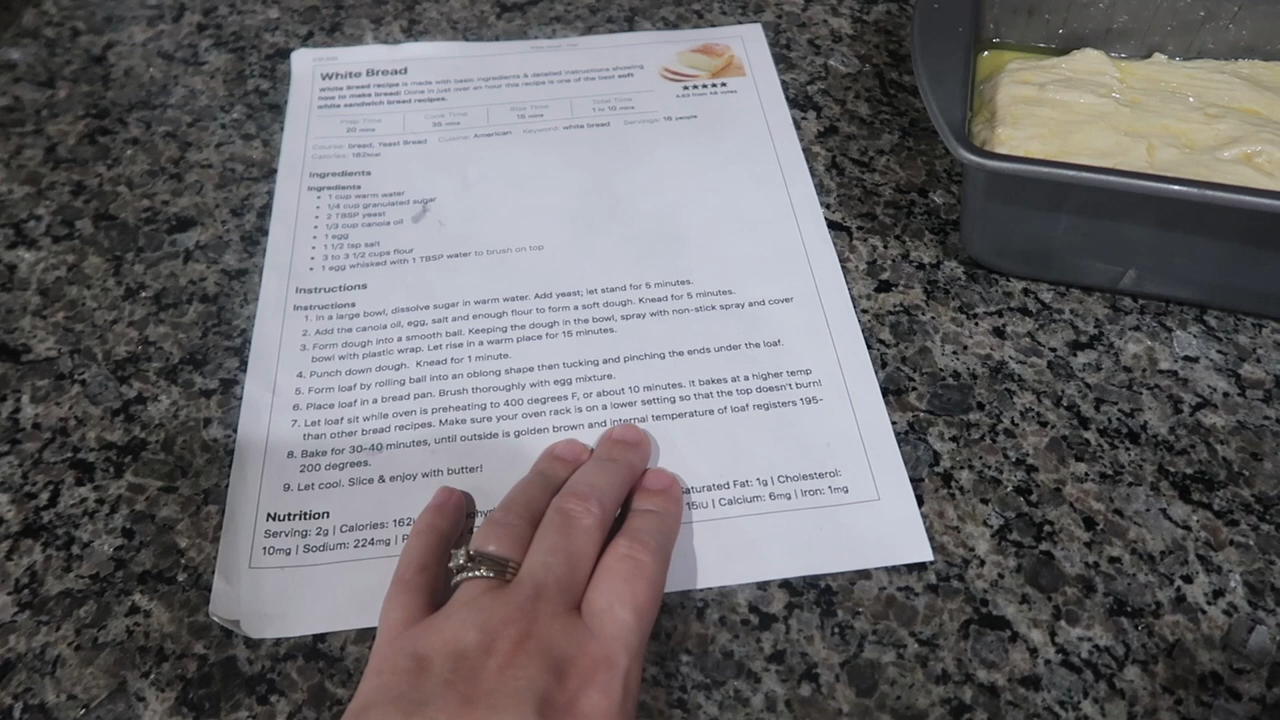 White Bread
White Bread recipe is made with basic ingredients & detailed instructions showing
how to make bread! Done in just over an hour this recipe is one of the best soft
white sandwich bread recipes.
4.83 from 68 votes
Prep Time Cook Time Rise Time Total Time
20 mins 35 mins 15 mins 1 hr 10 mins
Course: Bread, Yeast Bread Cuisine: American Keyword: white bread Servings: 16 people
Calories: 162kcal
Ingredients
Ingredients
• 1 cup warm water
• 1/4 cup granulated sugar
• 2 TBSP yeast
• 1/3 cup canola oil
• 1 egg
• 1 1/2 tsp salt
• 3 to 3 1/2 cups flour
• 1 egg whisked with 1 TBSP water to brush on top
Instructions
Instructions
1. In a large bowl, dissolve sugar in warm water. Add yeast; let stand for 5 minutes.
2. Add the canola oil, egg, salt and enough flour to form a soft dough. Knead for 5 minutes.
3. Form dough into a smooth ball. Keeping the dough in the bowl, spray with non-stick spray and cover
bowl with plastic wrap. Let rise in a warm place for 15 minutes.
4. Punch down dough. Knead for 1 minute.
5. Form loaf by rolling ball into an oblong shape then tucking and pinching the ends under the loaf.
6. Place loaf in a bread pan. Brush thoroughly with egg mixture.
7. Let loaf sit while oven is preheating to 400 degrees F, or about 10 minutes. It bakes at a higher temp
than other bread recipes. Make sure your oven rack is on a lower setting so that the top doesn't burn!
8. Bake for 30-40 minutes, until outside is golden brown and internal temperature of loaf registers 195-
200 degrees.
9. Let cool. Slice & enjoy with butter!
Nutrition
Serving: 2g | Calories: 162 Saturated Fat: 1g | Cholesterol:
10mg | Sodium: 224mg | 15IU | Calcium: 6mg | Iron: 1mg